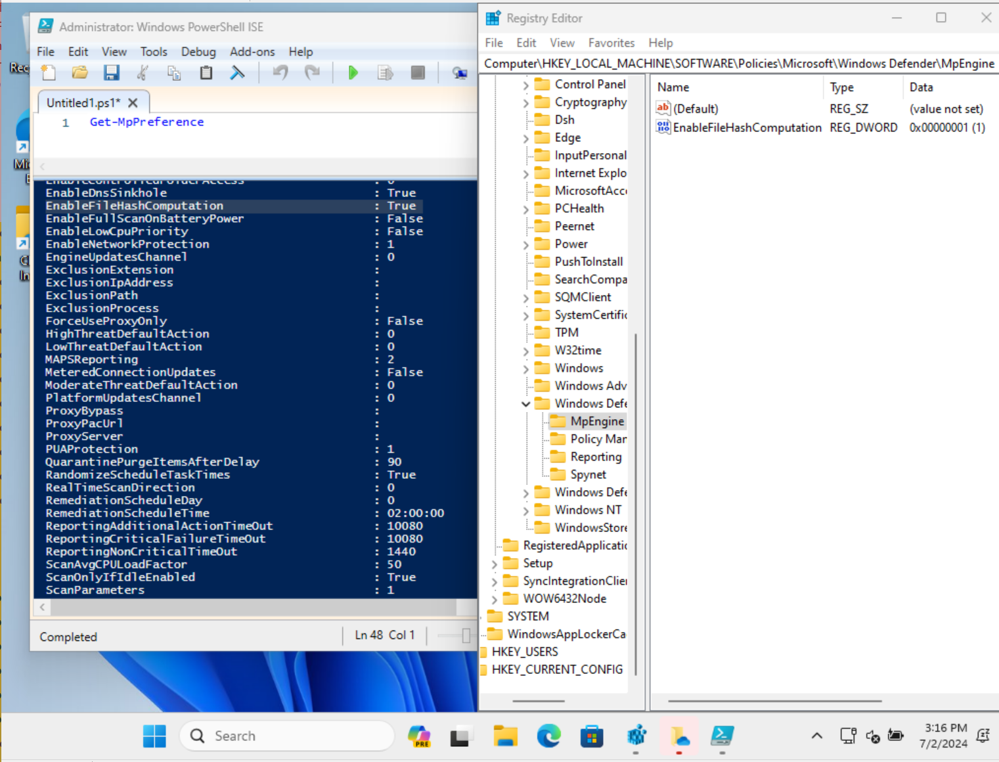 Rec
Administrator: Windows PowerShell ISE
File Edit View Tools Debug Add-ons Help
Untitled1.ps1* X
1 Get-MpPreference
EnableControlledFolderAccess : 0
EnableDnsSinkhole : True
EnableFileHashComputation : True
EnableFullScanOnBatteryPower : False
EnableLowCpuPriority : False
EnableNetworkProtection : 1
EngineUpdatesChannel : 0
ExclusionExtension :
ExclusionIpAddress :
ExclusionPath :
ExclusionProcess :
ForceUseProxyOnly : False
HighThreatDefaultAction : 0
LowThreatDefaultAction : 0
MAPSReporting : 2
MeteredConnectionUpdates : False
ModerateThreatDefaultAction : 0
PlatformUpdatesChannel : 0
ProxyBypass :
ProxyPacUrl :
ProxyServer :
PUAProtection : 1
QuarantinePurgeItemsAfterDelay : 90
RandomizeScheduleTaskTimes : True
RealTimeScanDirection : 0
RemediationScheduleDay : 0
RemediationScheduleTime : 02:00:00
ReportingAdditionalActionTimeOut : 10080
ReportingCriticalFailureTimeOut : 10080
ReportingNonCriticalTimeOut : 1440
ScanAvgCPULoadFactor : 50
ScanOnlyIfIdleEnabled : True
ScanParameters : 1
Completed
Ln 48 Col 1
Registry Editor
File Edit View Favorites Help
Computer\HKEY_LOCAL_MACHINE\SOFTWARE\Policies\Microsoft\Windows Defender\MpEngine
Control Panel
Cryptography
Dsh
Edge
InputPersonal
Internet Explo
MicrosoftAcc
PCHealth
Peernet
Power
PushToInstall
SearchCompa
SQMClient
SystemCertific
TPM
W32time
Windows
Windows Adv
Windows Defe
MpEngine
Policy Mar
Reporting
Spynet
Windows Defe
Windows NT
WindowsStore
RegisteredApplicatio
Setup
SyncIntegrationClier
WOW6432Node
SYSTEM
WindowsAppLockerCa
HKEY_USERS
HKEY_CURRENT_CONFIG
Name Type Data
(Default) REG_SZ (value not set)
EnableFileHashComputation REG_DWORD 0x00000001 (1)
Search
PRE
3:16 PM
7/2/2024